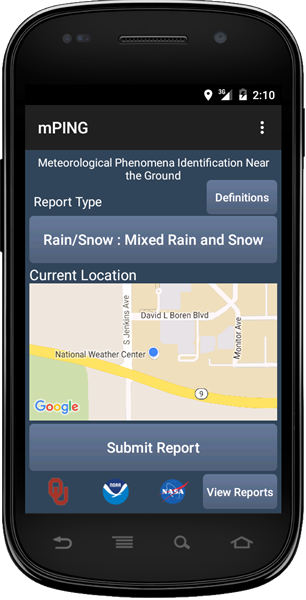 3G 2:10
mPING
Meteorological Phenomena Identification Near
the Ground
Report Type
Definitions
Rain/Snow : Mixed Rain and Snow
Current Location
S Jenkins Ave
David L Boren Blvd
Monitor Ave
National Weather Center
9
Google
Submit Report
OU
NOAA
NASA
View Reports